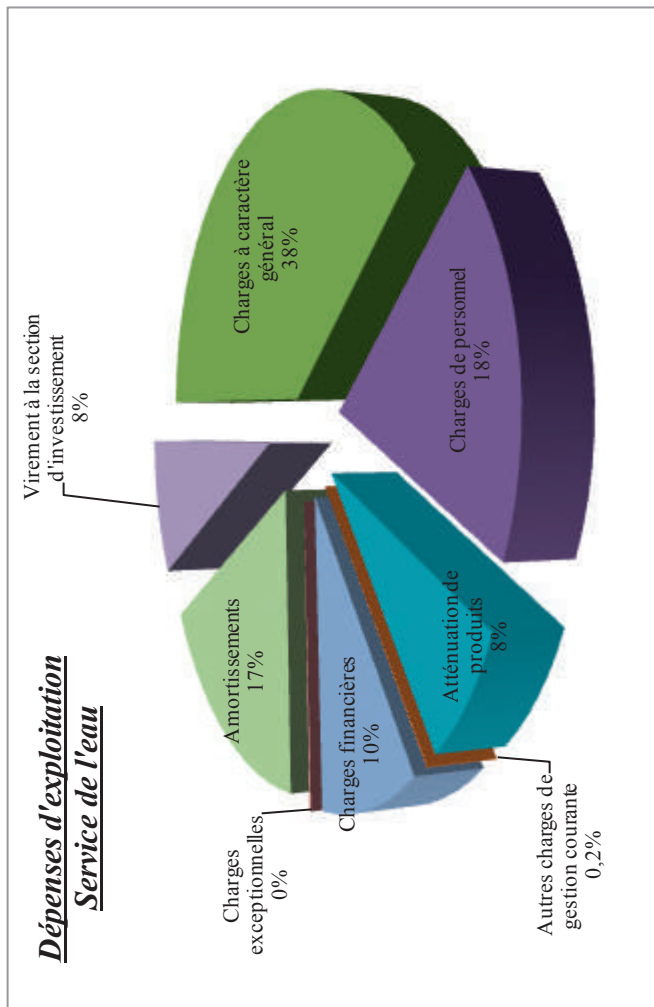 Dépenses d'exploitation
Service de l'eau
Virement à la section
d'investissement
8%
Charges à caractère
général
38%
Charges de personnel
18%
Atténuation de
produits
8%
Autres charges de
gestion courante
0,2%
Charges financières
10%
Charges
exceptionnelles
0%
Amortissements
17%